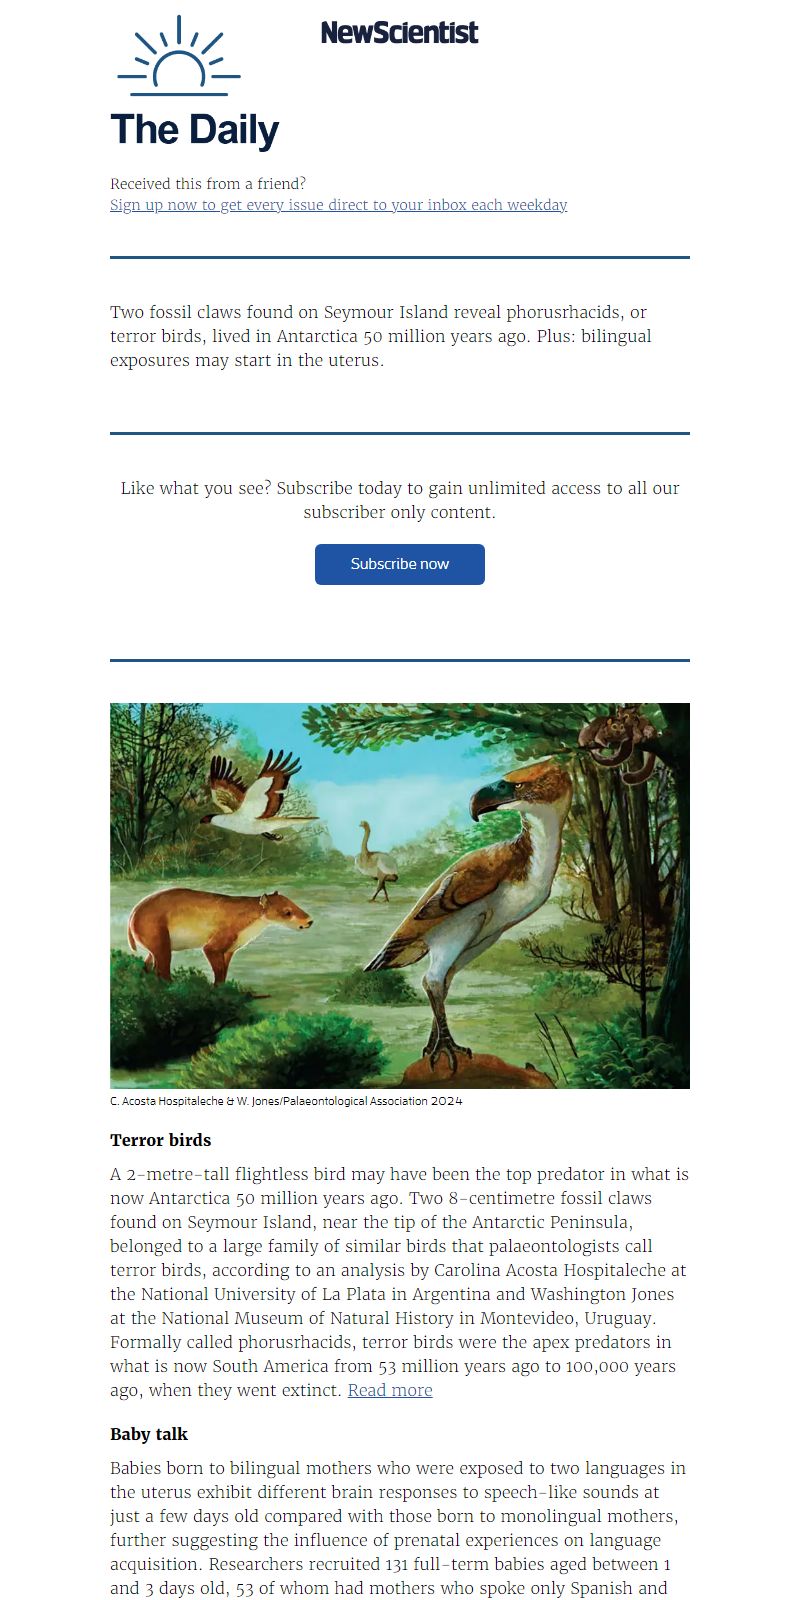 NewScientist
The Daily
Received this from a friend?
Sign up now to get every issue direct to your inbox each weekday
Two fossil claws found on Seymour Island reveal phorusrhacids, or
terror birds, lived in Antarctica 50 million years ago. Plus: bilingual
exposures may start in the uterus.
Like what you see? Subscribe today to gain unlimited access to all our
subscriber only content.
Subscribe now
C. Acosta Hospitaleche & W. Jones/Palaeontological Association 2024
Terror birds
A 2-metre-tall flightless bird may have been the top predator in what is
now Antarctica 50 million years ago. Two 8-centimetre fossil claws
found on Seymour Island, near the tip of the Antarctic Peninsula,
belonged to a large family of similar birds that palaeontologists call
terror birds, according to an analysis by Carolina Acosta Hospitaleche at
the National University of La Plata in Argentina and Washington Jones
at the National Museum of Natural History in Montevideo, Uruguay.
Formally called phorusrhacids, terror birds were the apex predators in
what is now South America from 53 million years ago to 100,000 years
ago, when they went extinct. Read more
Baby talk
Babies born to bilingual mothers who were exposed to two languages in
the uterus exhibit different brain responses to speech-like sounds at
just a few days old compared with those born to monolingual mothers,
further suggesting the influence of prenatal experiences on language
acquisition. Researchers recruited 131 full-term babies aged between 1
and 3 days old, 53 of whom had mothers who spoke only Spanish and